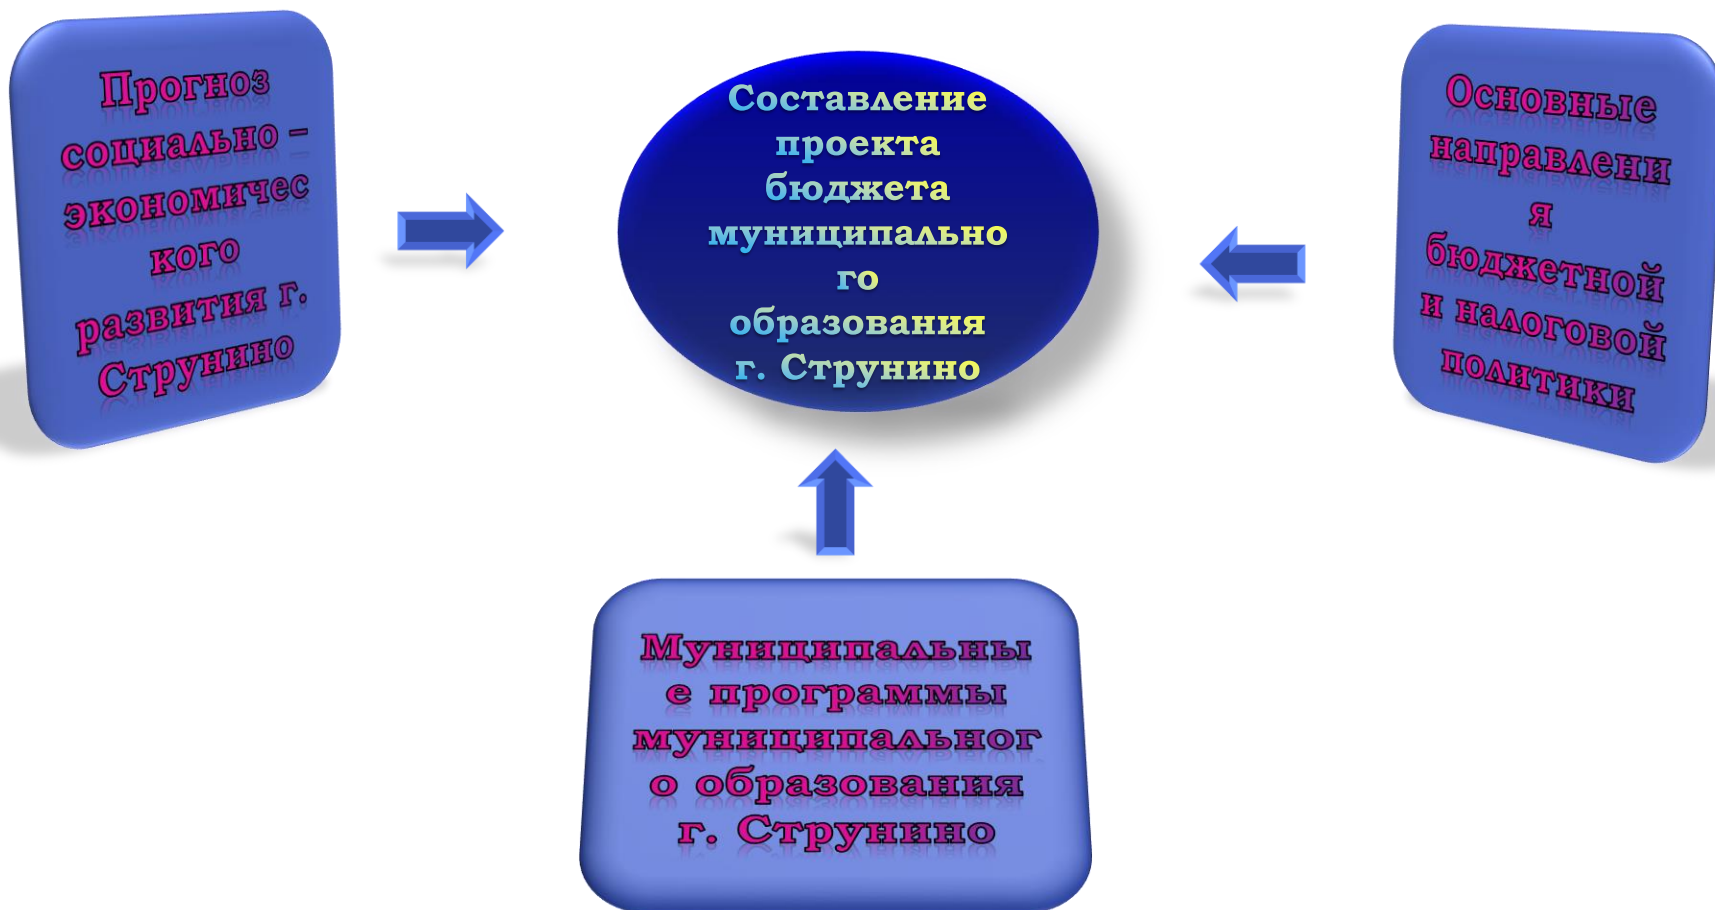 Прогноз
социально –
экономичес
кого
развития г.
Струнино
Составление
проекта
бюджета
муниципально
го
образования
г. Струнино
Основные
направлени
я
бюджетной
и налоговой
политики
Муниципальны
е программы
муниципальног
о образования
г. Струнино